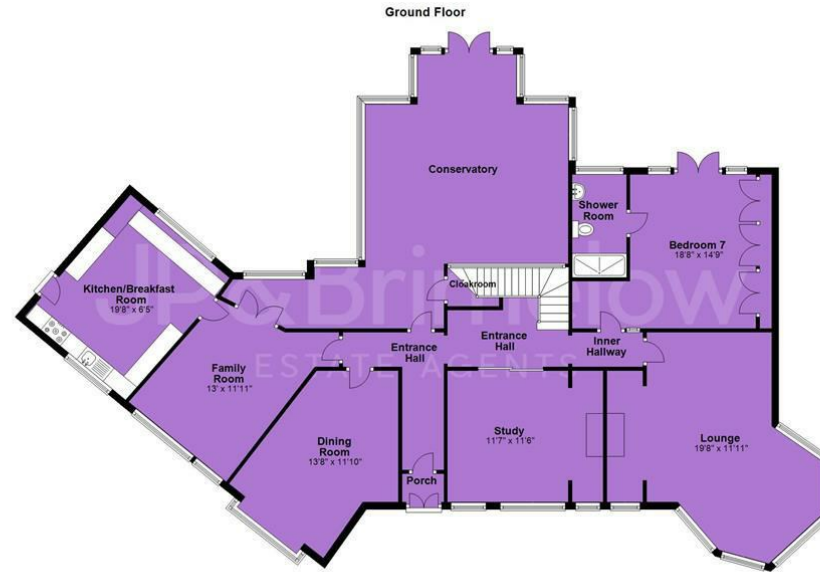 Ground Floor
Conservatory
Shower
Room
Bedroom 7
18'8" x 14'9"
Kitchen/Breakfast
Room
19'8" x 6'5"
Cloakroom
JP&Brimelow
ESTATE AGENTS
Family
Room
13' x 11'11"
Entrance
Hall
Entrance
Hall
Inner
Hallway
Dining
Room
13'8" x 11'10"
Study
11'7" x 11'6"
Lounge
19'8" x 11'11"
Porch